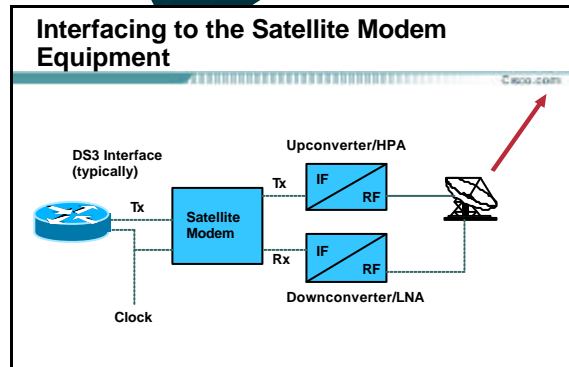 Interfacing to the Satellite Modem
Equipment
Cisco.com
Upconverter/HPA
DS3 Interface
(typically)
Tx
Tx
IF
RF
Satellite
Modem
Rx
IF
RF
Downconverter/LNA
Clock